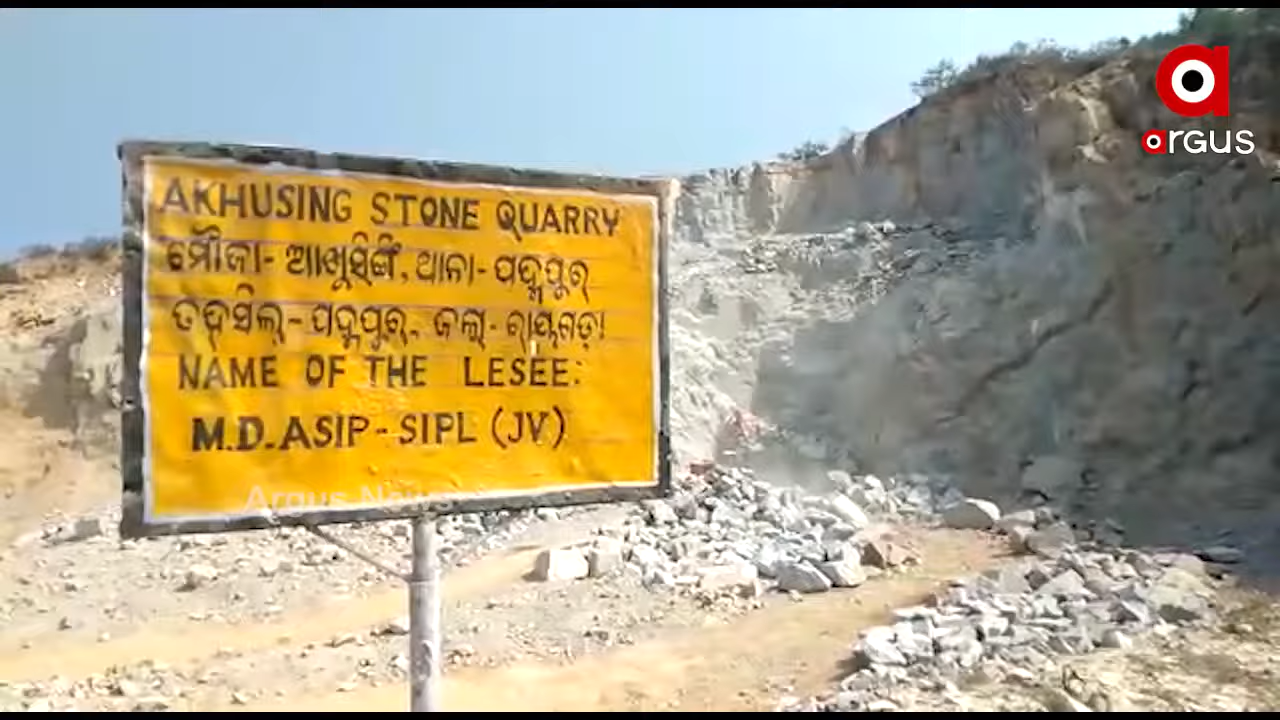 AKHUSING STONE QUARRY
ମୌଜା- ଆଖୁସିଙ୍ଗି, ଥାନା- ପଦ୍ମପୁର
ତହସିଲ୍- ପଦ୍ମପୁର, ଜିଲ୍ଲା- ରାୟଗଡ଼ା
NAME OF THE LESEE:
M.D.ASIP-SIPL (JV)
argus
Argus News